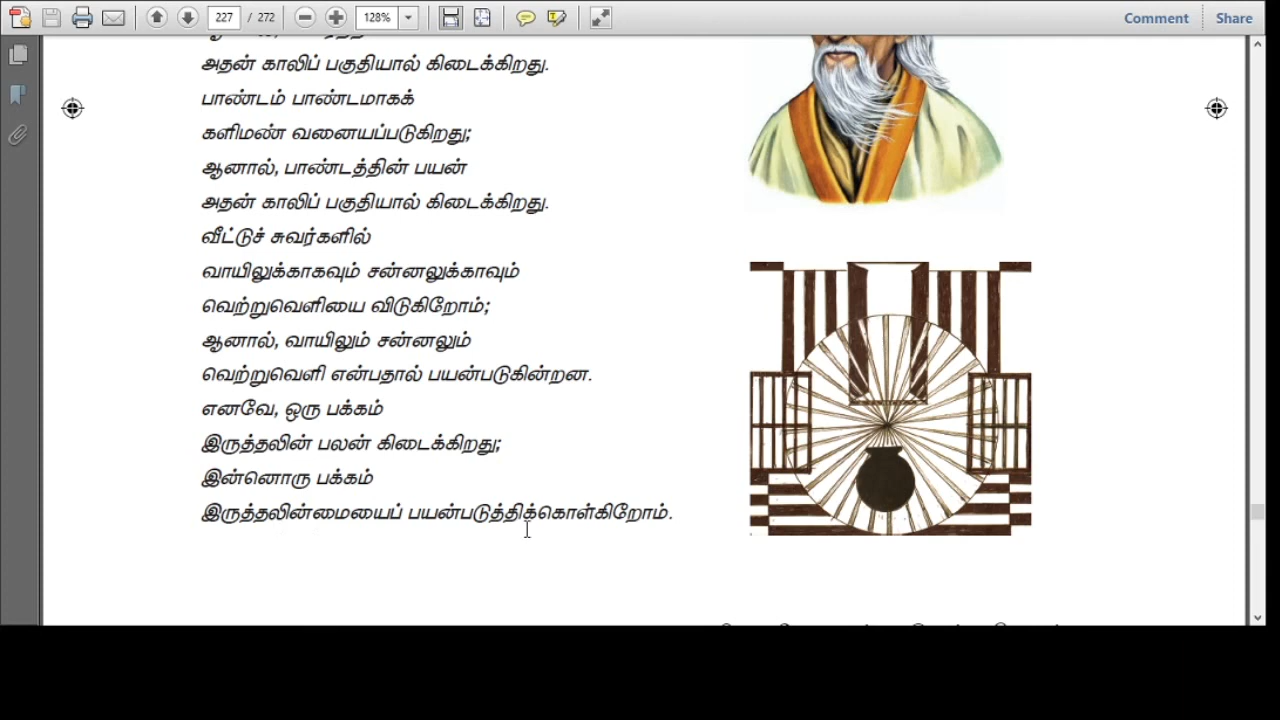 227 / 272
128%
Comment
Share
அதன் காலிப் பகுதியால் கிடைக்கிறது.
பாண்டம் பாண்டமாகக்
களிமண் வனையப்படுகிறது;
ஆனால், பாண்டத்தின் பயன்
அதன் காலிப் பகுதியால் கிடைக்கிறது.
வீட்டுச் சுவர்களில்
வாயிலுக்காகவும் சன்னலுக்காவும்
வெற்றுவெளியை விடுகிறோம்;
ஆனால், வாயிலும் சன்னலும்
வெற்றுவெளி என்பதால் பயன்படுகின்றன.
எனவே, ஒரு பக்கம்
இருத்தலின் பலன் கிடைக்கிறது;
இன்னொரு பக்கம்
இருத்தலின்மையைப் பயன்படுத்திக்கொள்கிறோம்.